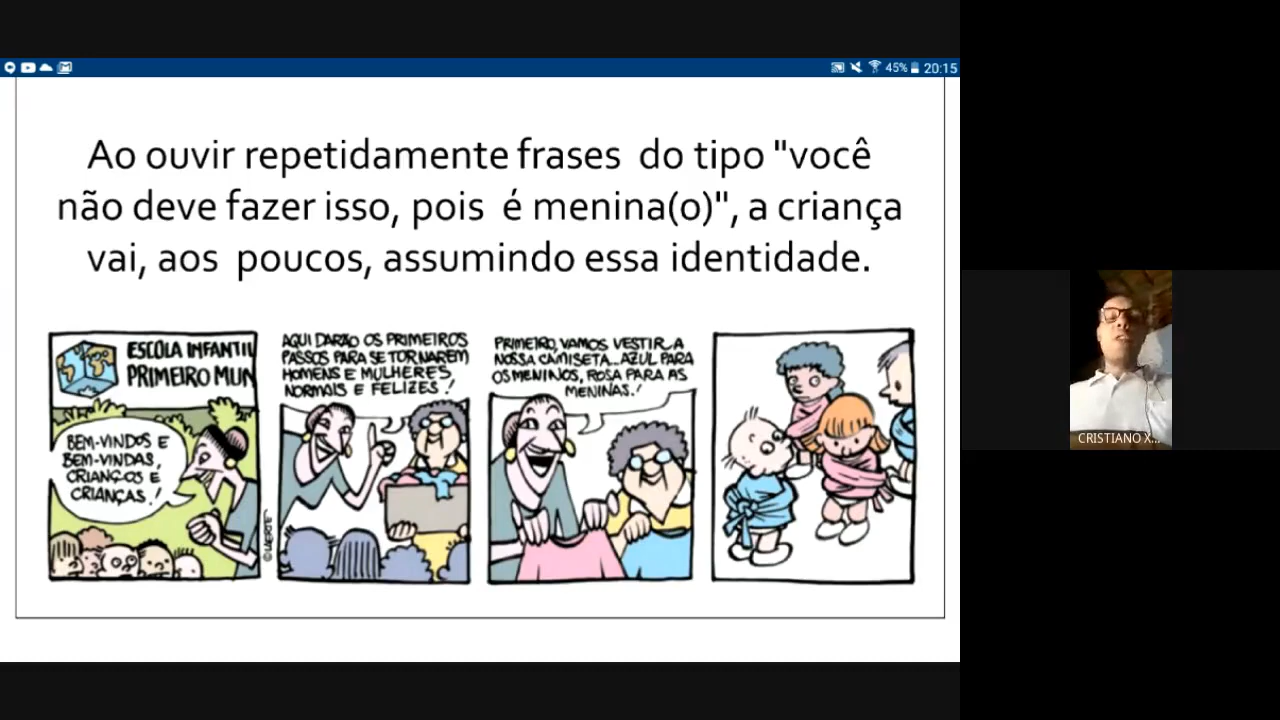 45% 20:15
Ao ouvir repetidamente frases do tipo "você
não deve fazer isso, pois é menina(o)", a criança
vai, aos poucos, assumindo essa identidade.
ESCOLA INFANTIL
PRIMEIRO MUN
BEM-VINDOS E
BEM-VINDAS,
CRIANÇOS E
CRIANÇAS!
©LAERTE
AQUI DARÃO OS PRIMEIROS
PASSOS PARA SE TORNAREM
HOMENS E MULHERES
NORMAIS E FELIZES!
PRIMEIRO, VAMOS VESTIR A
NOSSA CAMISETA... AZUL PARA
OS MENINOS, ROSA PARA AS
MENINAS!
CRISTIANO X...